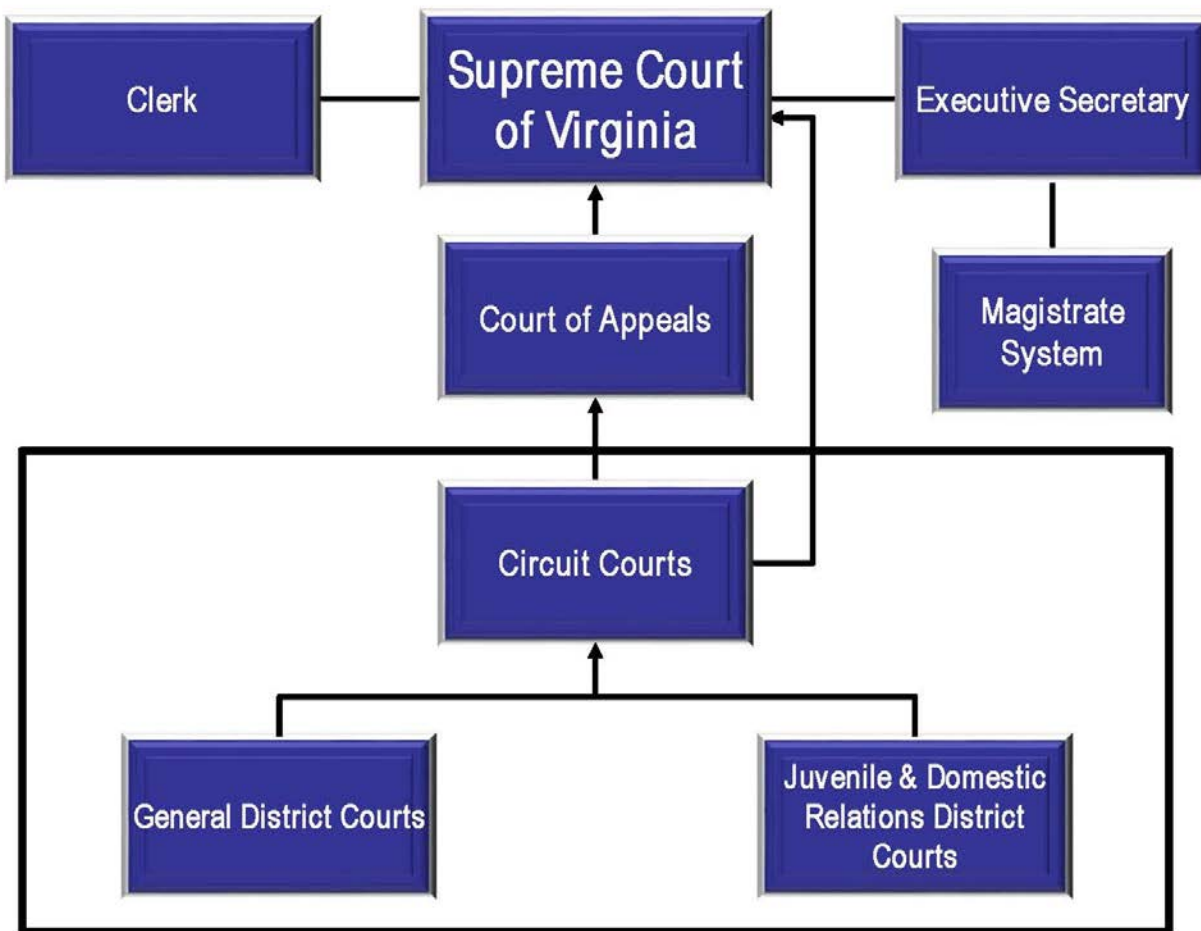 Clerk
Supreme Court
of Virginia
Executive Secretary
Court of Appeals
Magistrate
System
Circuit Courts
General District Courts
Juvenile & Domestic
Relations District
Courts